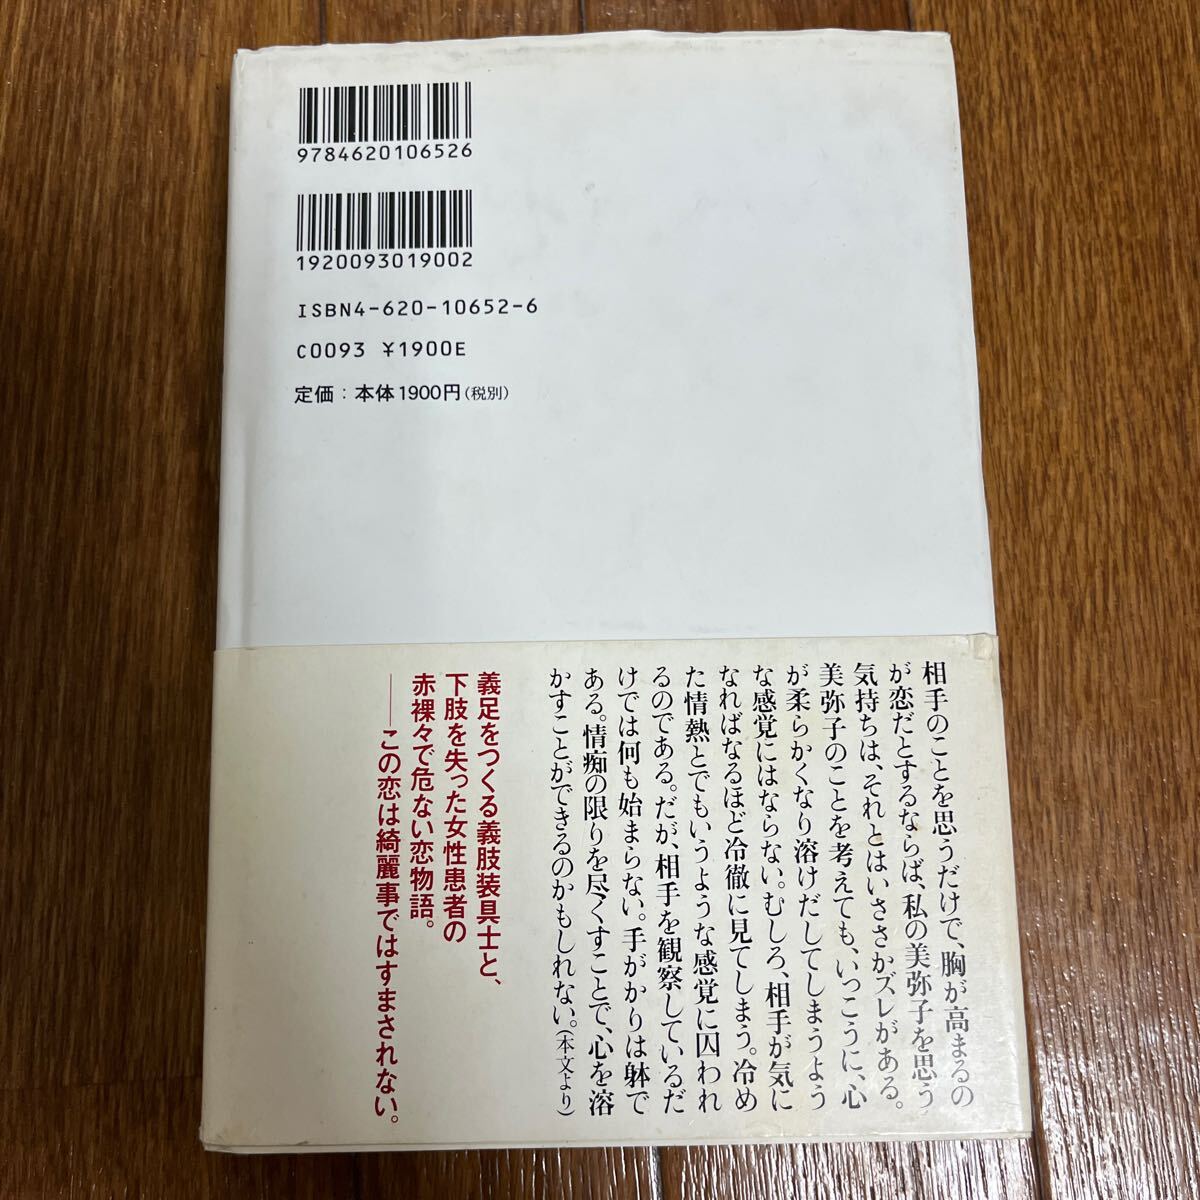 9784620106526
1920093019002
ISBN4-620-10652-6
C0093 ¥1900E
定価：本体1900円（税別）
相手のことを思うだけで、胸が高まるの
が恋だとするならば、私の美弥子を思う
気持ちは、それとはいささかズレがある。
美弥子のことを考えても、いっこうに、心
が柔らかくなり溶けだしてしまうよう
な感覚にはならない。むしろ、相手が気に
なればなるほど冷徹に見てしまう。冷め
た情熱とでもいうような感覚に囚われ
るのである。だが、相手を観察しているだ
けでは何も始まらない。手がかりは躰で
ある。情痴の限りを尽くすことで、心を溶
かすことができるのかもしれない。（本文より）
義足をつくる義肢装具士と、
下肢を失った女性患者の
赤裸々で危ない恋物語。
――この恋は綺麗事ではすまされない。